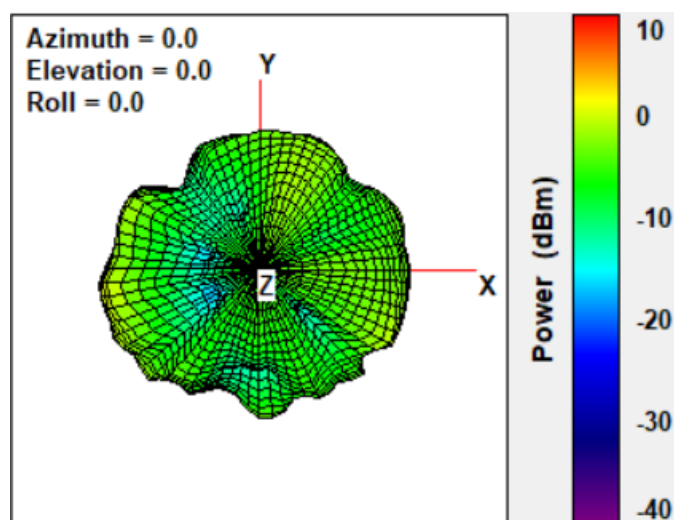 Azimuth = 0.0
Elevation = 0.0
Roll = 0.0
Y
X
Z
Power (dBm)
10
0
-10
-20
-30
-40